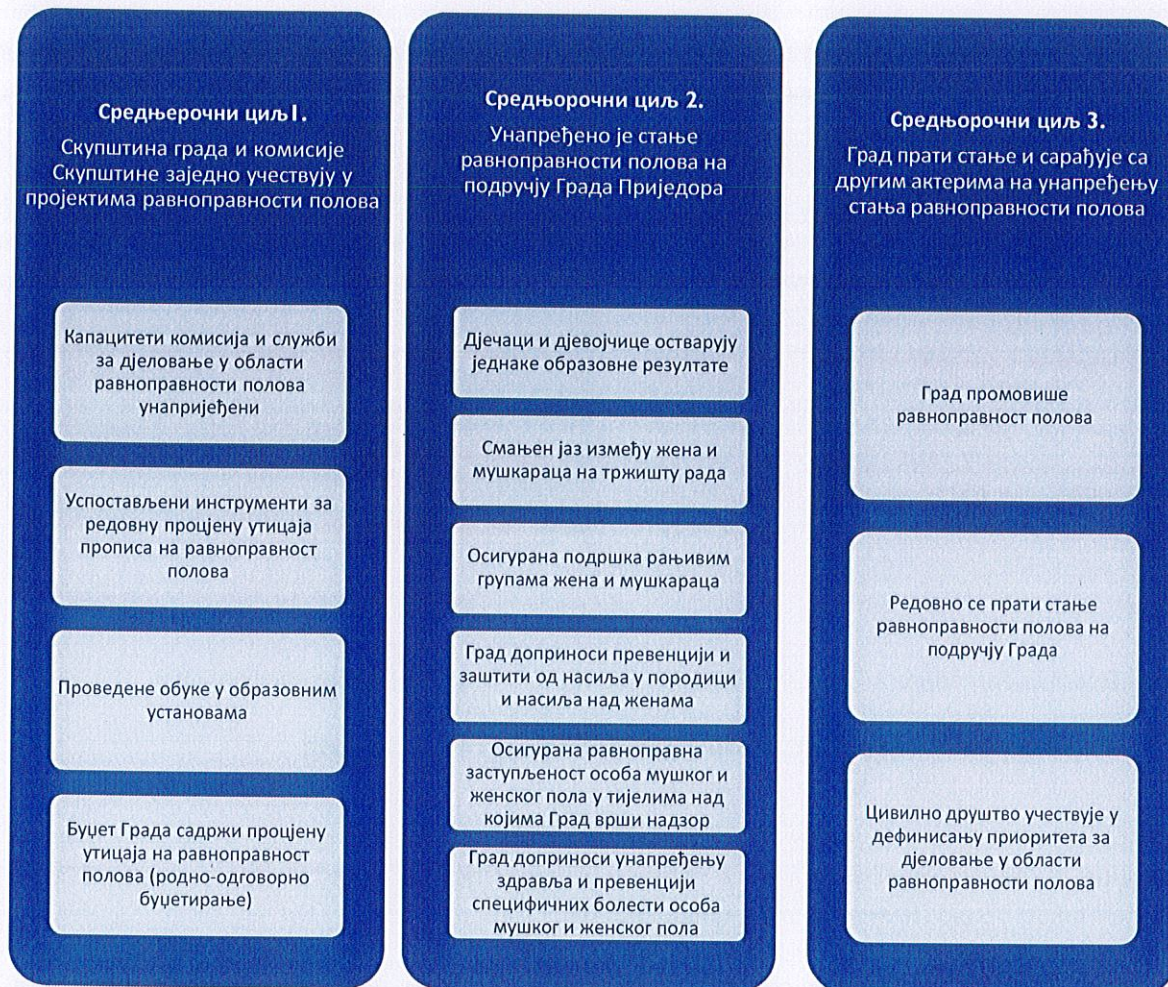 Средњерочни циљ 1.
Скупштина града и комисије
Скупштине заједно учествују у
пројектима равноправности полова
Капацитети комисија и служби
за дјеловање у области
равноправности полова
унапријеђени
Успостављени инструменти за
редовну процјену утицаја
прописа на равноправност
полова
Проведене обуке у образовним
установама
Буџет Града садржи процјену
утицаја на равноправност
полова (родно-одговорно
буџетирање)
Средњорочни циљ 2.
Унапређено је стање
равноправности полова на
подручју Града Приједора
Дјечаци и дјевојчице остварују
једнаке образовне резултате
Смањен јаз између жена и
мушкараца на тржишту рада
Осигурана подршка рањивим
групама жена и мушкараца
Град доприноси превенцији и
заштити од насиља у породици
и насиља над женама
Осигурана равноправна
заступљеност особа мушког и
женског пола у тијелима над
којима Град врши надзор
Град доприноси унапређењу
здравља и превенцији
специфичних болести особа
мушког и женског пола
Средњорочни циљ 3.
Град прати стање и сарађује са
другим актерима на унапређењу
стања равноправности полова
Град промовише
равноправност полова
Редовно се прати стање
равноправности полова на
подручју Града
Цивилно друштво учествује у
дефинисању приоритета за
дјеловање у области
равноправности полова